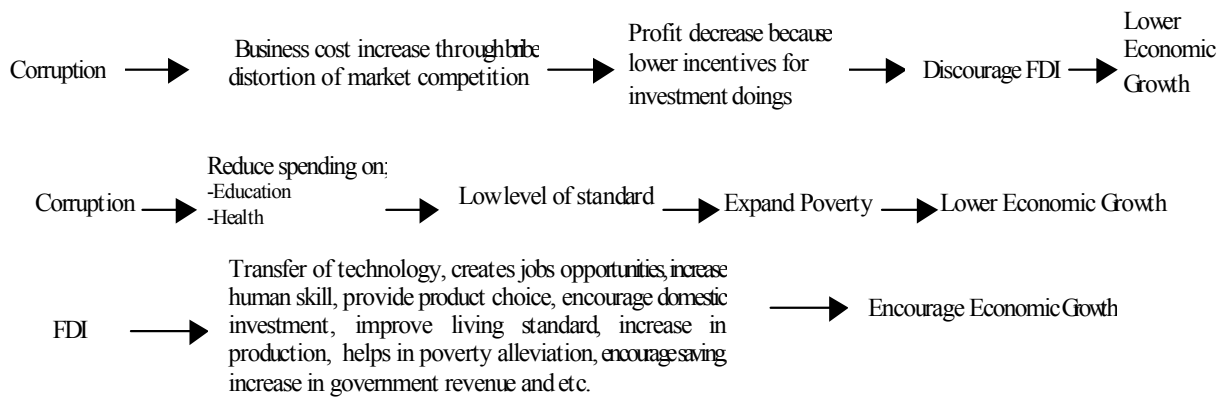 Corruption
Business cost increase through bribe
distortion of market competition
Profit decrease because
lower incentives for
investment doings
Discourage FDI
Lower
Economic
Growth
Corruption
Reduce spending on;
-Education
-Health
Low level of standard
Expand Poverty
Lower Economic Growth
FDI
Transfer of technology, creates jobs opportunities, increase
human skill, provide product choice, encourage domestic
investment, improve living standard, increase in
production, helps in poverty alleviation, encourage saving
increase in government revenue and etc.
Encourage Economic Growth